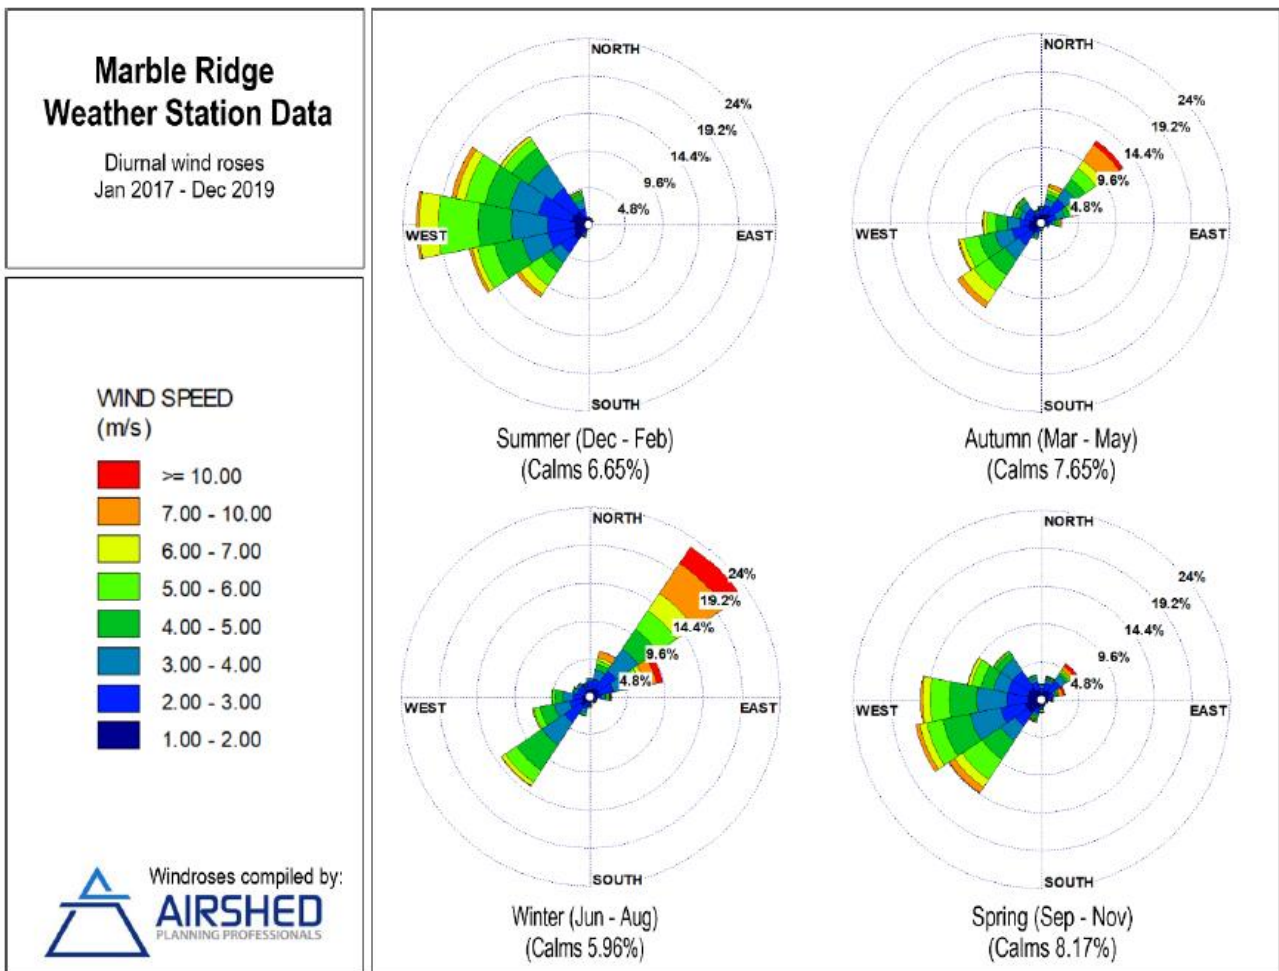 Marble Ridge
Weather Station Data
Diurnal wind roses
Jan 2017 - Dec 2019
WIND SPEED
(m/s)
>= 10.00
7.00 - 10.00
6.00 - 7.00
5.00 - 6.00
4.00 - 5.00
3.00 - 4.00
2.00 - 3.00
1.00 - 2.00
Windroses compiled by:
AIRSHED
PLANNING PROFESSIONALS
NORTH
24%
19.2%
14.4%
9.6%
4.8%
WEST
EAST
SOUTH
Summer (Dec - Feb)
(Calms 6.65%)
NORTH
24%
19.2%
14.4%
9.6%
4.8%
WEST
EAST
SOUTH
Autumn (Mar - May)
(Calms 7.65%)
NORTH
24%
19.2%
14.4%
9.6%
4.8%
WEST
EAST
SOUTH
Winter (Jun - Aug)
(Calms 5.96%)
NORTH
24%
19.2%
14.4%
9.6%
4.8%
WEST
EAST
SOUTH
Spring (Sep - Nov)
(Calms 8.17%)